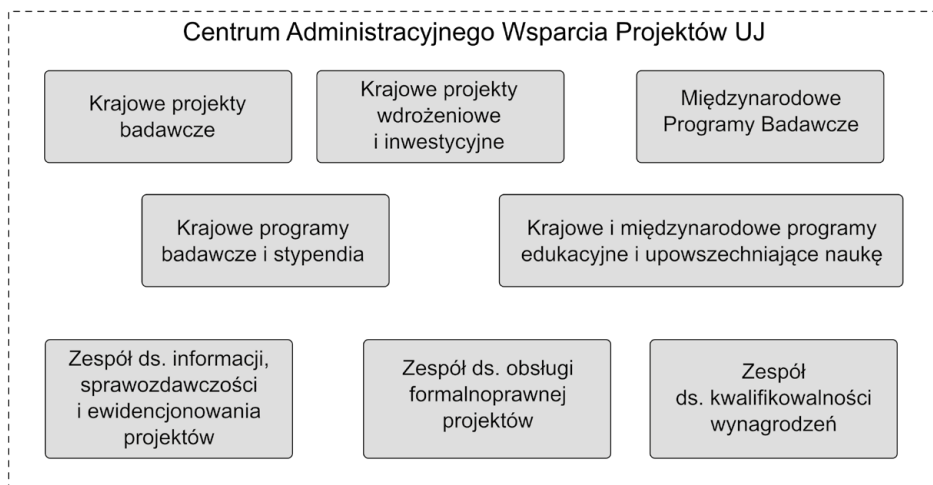 Centrum Administracyjnego Wsparcia Projektów UJ
Krajowe projekty
badawcze
Krajowe projekty
wdrożeniowe
i inwestycyjne
Międzynarodowe
Programy Badawcze
Krajowe programy
badawcze i stypendia
Krajowe i międzynarodowe programy
edukacyjne i upowszechniające naukę
Zespół ds. informacji,
sprawozdawczości
i ewidencjonowania
projektów
Zespół ds. obsługi
formalnoprawnej
projektów
Zespół
ds. kwalifikowalności
wynagrodzeń